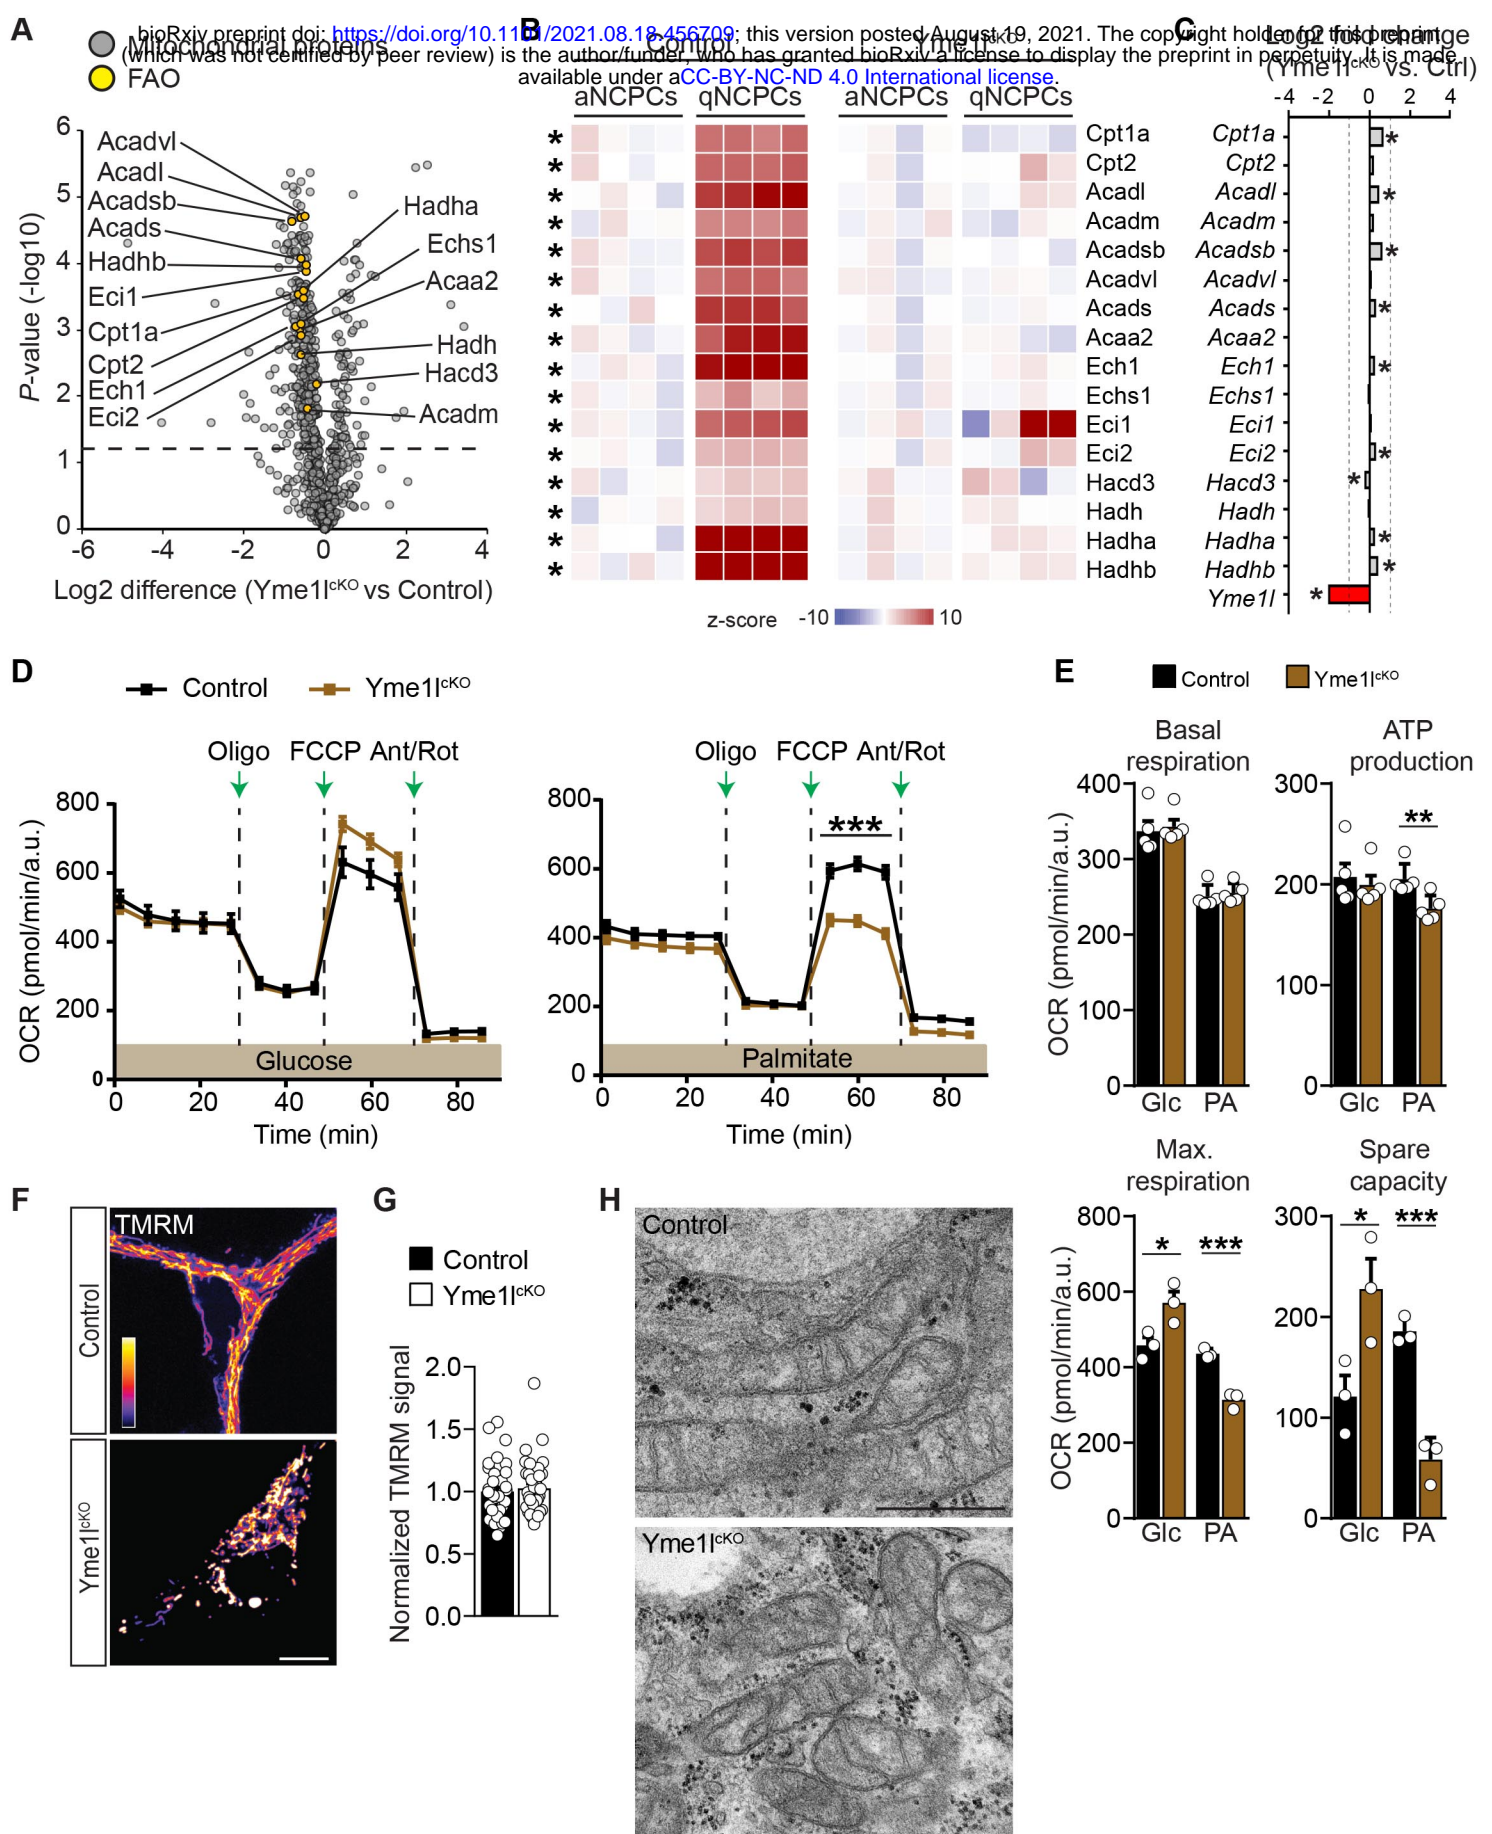 bioRxiv preprint doi: https://doi.org/10.1101/2021.08.18.456709; this version posted August 19, 2021. The copyright holder for this preprint
(which was not certified by peer review) is the author/funder, who has granted bioRxiv a license to display the preprint in perpetuity. It is made
available under aCC-BY-NC-ND 4.0 International license.
A
Mitochondrial proteins
FAO
P-value (-log10)
6
5
4
3
2
1
0
Acadvl
Acadl
Acadsb
Acads
Hadhb
Eci1
Cpt1a
Cpt2
Ech1
Eci2
Hadha
Echs1
Acaa2
Hadh
Hacd3
Acadm
-6 -4 -2 0 2 4
Log2 difference (Yme1lcKO vs Control)
B
Control Yme1lcKO
aNCPCs qNCPCs aNCPCs qNCPCs
* Cpt1a
* Cpt2
* Acadl
* Acadm
* Acadsb
* Acadvl
* Acads
* Acaa2
* Ech1
* Echs1
* Eci1
* Eci2
* Hacd3
* Hadh
* Hadha
* Hadhb
z-score -10 10
C
Log2 fold change
(Yme1lcKO vs. Ctrl)
-4 -2 0 2 4
Cpt1a *
Cpt2
Acadl *
Acadm
Acadsb *
Acadvl
Acads *
Acaa2
Ech1 *
Echs1
Eci1
Eci2 *
Hacd3 *
Hadh
Hadha *
Hadhb *
Yme1l *
D
Control Yme1lcKO
Oligo FCCP Ant/Rot
OCR (pmol/min/a.u.)
800
600
400
200
0
Glucose
0 20 40 60 80
Time (min)
Oligo FCCP Ant/Rot
800
600
400
200
0
***
Palmitate
0 20 40 60 80
Time (min)
E
Control Yme1lcKO
Basal
respiration
OCR (pmol/min/a.u.)
400
300
200
100
0
Glc PA
ATP
production
300
200
100
0
**
Glc PA
Max.
respiration
OCR (pmol/min/a.u.)
800
600
400
200
0
* ***
Glc PA
Spare
capacity
300
200
100
0
* ***
Glc PA
F
Control
TMRM
Yme1lcKO
G
Control
Yme1lcKO
Normalized TMRM signal
2.0
1.5
1.0
0.5
0.0
H
Control
Yme1lcKO